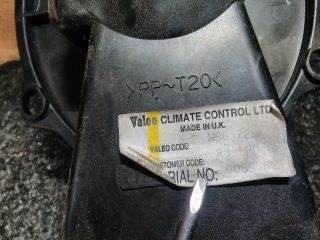 >PP~T20<
Valeo CLIMATE CONTROL LTD
MADE IN U.K.
VALEO CODE:
CUSTOMER CODE:
SERIAL NO: